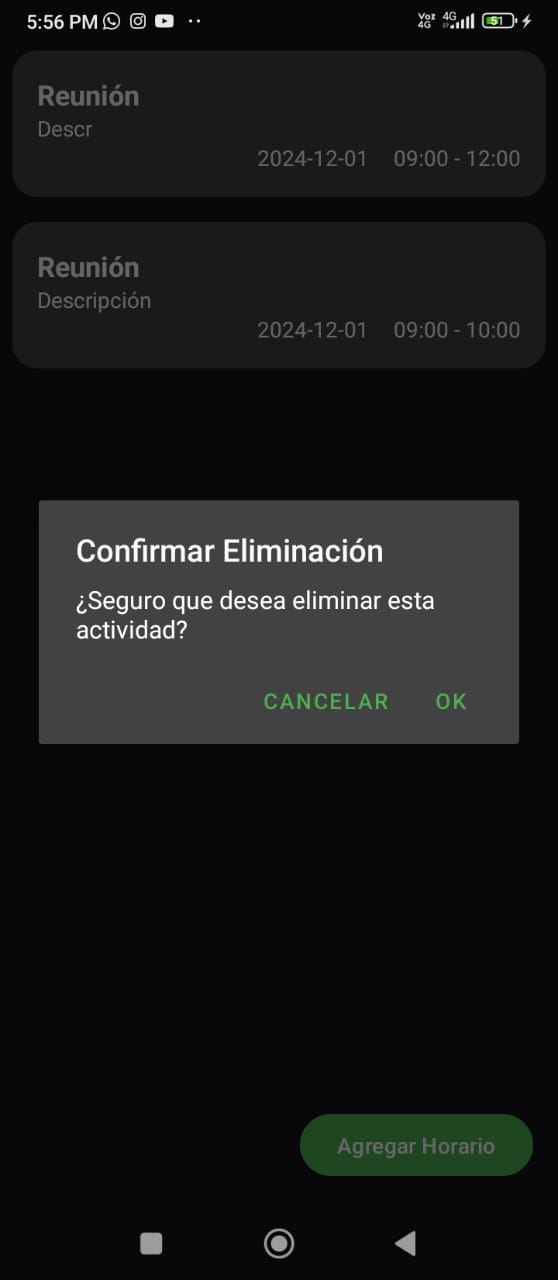 5:56 PM
Voz 4G 4G 51
Reunión
Descr
2024-12-01 09:00 - 12:00
Reunión
Descripción
2024-12-01 09:00 - 10:00
Confirmar Eliminación
¿Seguro que desea eliminar esta
actividad?
CANCELAR OK
Agregar Horario